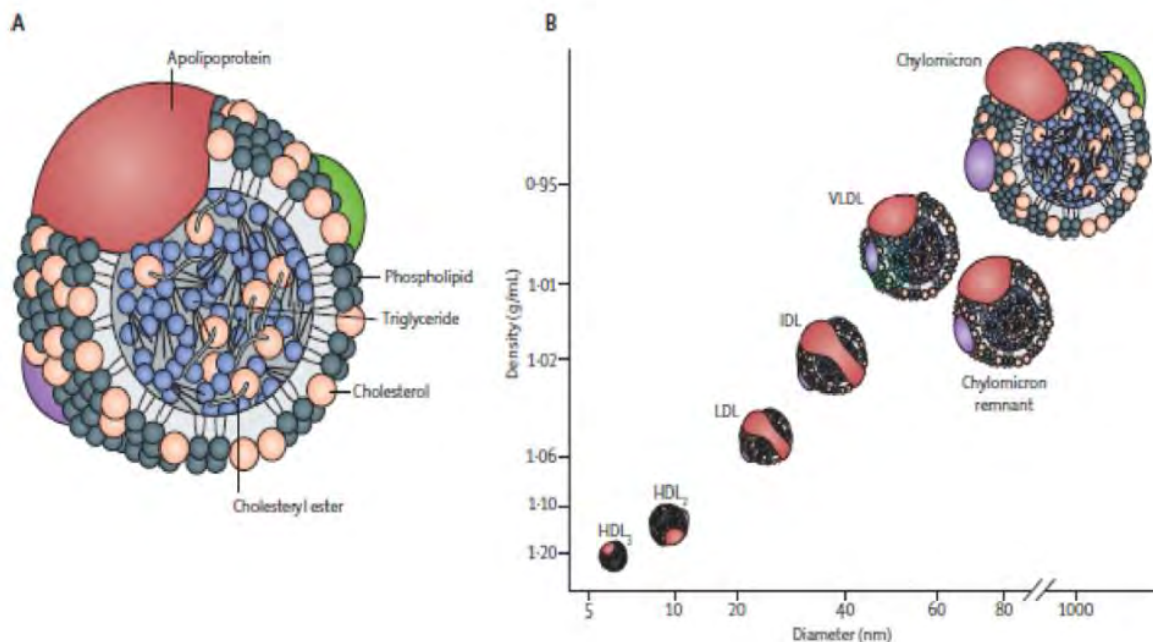 A
Apolipoprotein
Phospholipid
Triglyceride
Cholesterol
Cholesteryl ester
B
Density (g/mL)
0·95
1·01
1·02
1·06
1·10
1·20
Chylomicron
VLDL
IDL
Chylomicron
remnant
LDL
HDL₂
HDL₃
5 10 20 40 60 80 1000
Diameter (nm)